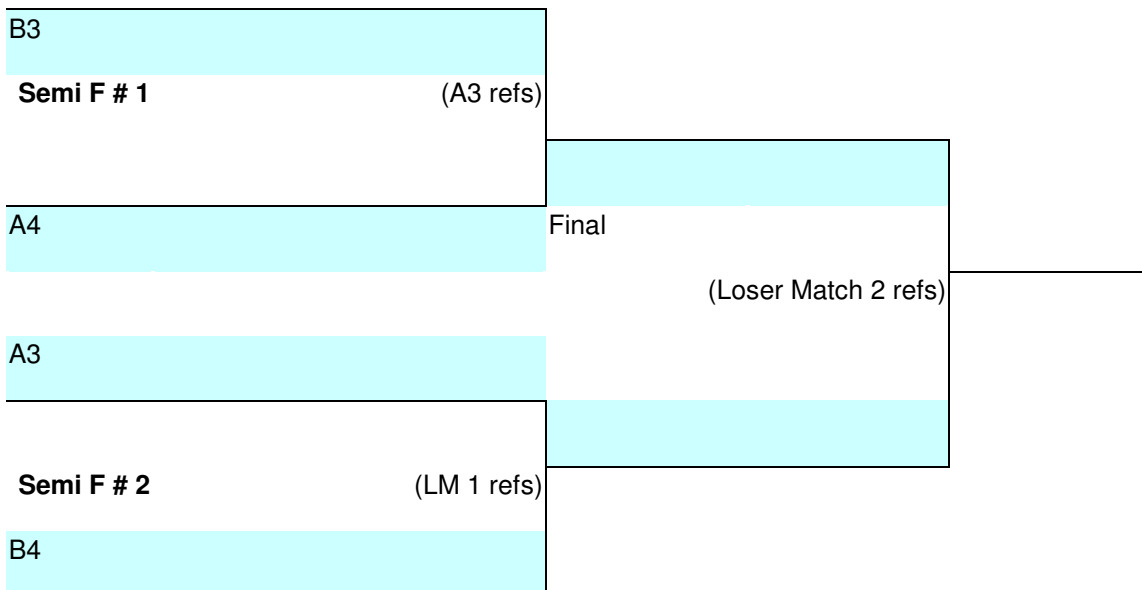 B3
Semi F # 1 (A3 refs)
A4 Final
(Loser Match 2 refs)
A3
Semi F # 2 (LM 1 refs)
B4